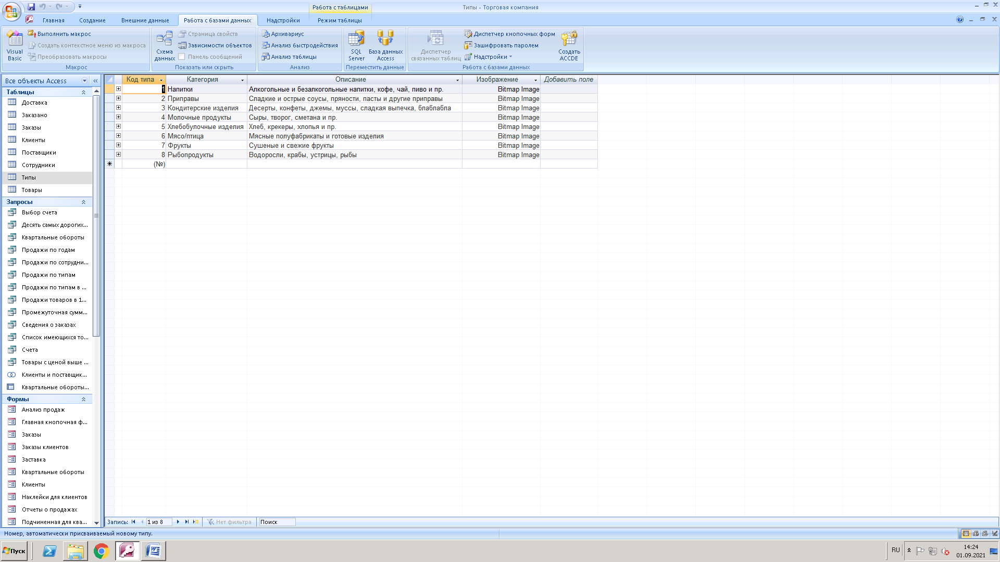 Работа с таблицами
Типы - Торговая компания
Главная
Создание
Внешние данные
Работа с базами данных
Надстройки
Режим таблицы
Visual Basic
Выполнить макрос
Создать контекстное меню из макроса
Преобразовать макросы
Макрос
Схема данных
Страница свойств
Зависимости объектов
Панель сообщений
Показать или скрыть
Архивариус
Анализ быстродействия
Анализ таблицы
Анализ
SQL Server
База данных Access
Переместить данные
Диспетчер связанных таблиц
Диспетчер кнопочных форм
Зашифровать паролем
Надстройки
Создать ACCDE
Работа с базами данных
Все объекты Access
Таблицы
Доставка
Заказано
Заказы
Клиенты
Поставщики
Сотрудники
Типы
Товары
Запросы
Выбор счета
Десять самых дорогих...
Квартальные обороты
Продажи по годам
Продажи по сотрудни...
Продажи по типам
Продажи по типам в ...
Продажи товаров в 1...
Промежуточная сумм...
Сведения о заказах
Список имеющихся то...
Счета
Товары с ценой выше ...
Клиенты и поставщик...
Квартальные обороты...
Формы
Анализ продаж
Главная кнопочная ф...
Заказы
Заказы клиентов
Заставка
Квартальные обороты
Клиенты
Наклейки для клиентов
Отчеты о продажах
Подчиненная для ква...
Код типа Категория Описание Изображение Добавить поле
1 Напитки Алкогольные и безалкогольные напитки, кофе, чай, пиво и пр. Bitmap Image
2 Приправы Сладкие и острые соусы, пряности, пасты и другие приправы Bitmap Image
3 Кондитерские изделия Десерты, конфеты, джемы, муссы, сладкая выпечка, блаблабла Bitmap Image
4 Молочные продукты Сыры, творог, сметана и пр. Bitmap Image
5 Хлебобулочные изделия Хлеб, крекеры, хлопья и пр. Bitmap Image
6 Мясо/птица Мясные полуфабрикаты и готовые изделия Bitmap Image
7 Фрукты Сушеные и свежие фрукты Bitmap Image
8 Рыбопродукты Водоросли, крабы, устрицы, рыбы Bitmap Image
(№)
Запись: 1 из 8 Нет фильтра Поиск
Номер, автоматически присваиваемый новому типу.
Пуск
RU
14:24
01.09.2021